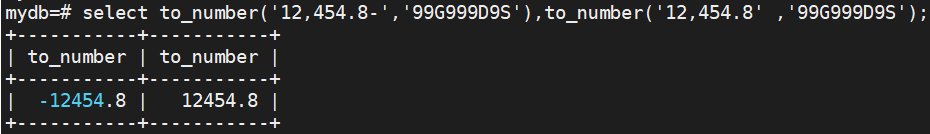 mydb=# select to_number('12,454.8-','99G999D9S'),to_number('12,454.8' ,'99G999D9S');
+-----------+-----------+
| to_number | to_number |
+-----------+-----------+
|  -12454.8 |   12454.8 |
+-----------+-----------+